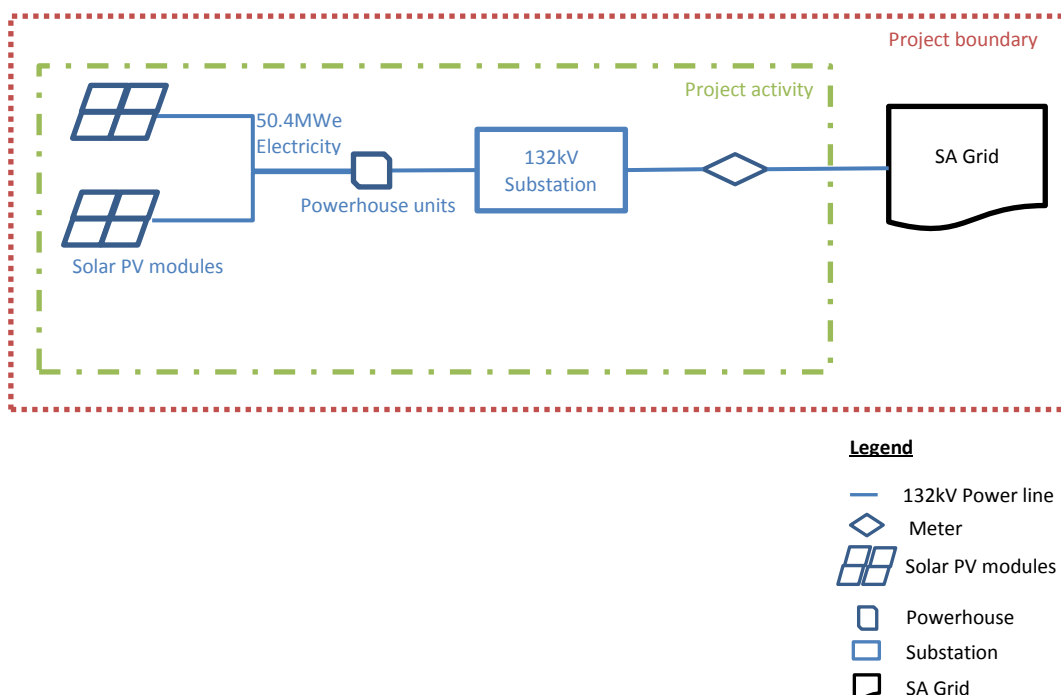 Project boundary
Project activity
50.4MWe
Electricity
132kV
Substation
SA Grid
Powerhouse units
Solar PV modules
Legend
132kV Power line
Meter
Solar PV modules
Powerhouse
Substation
SA Grid